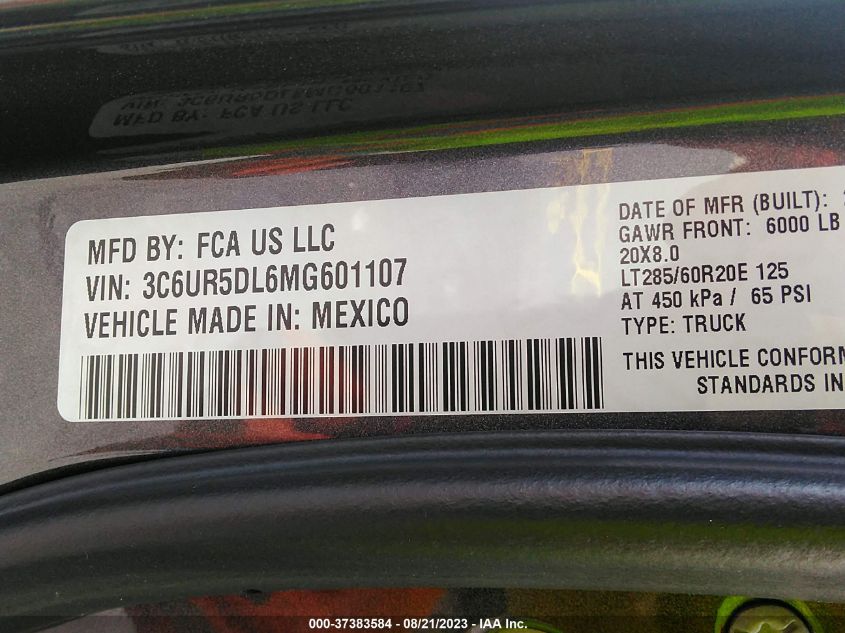 MFD BY: FCA US LLC
VIN: 3C6UR5DL6MG601107
VEHICLE MADE IN: MEXICO
DATE OF MFR (BUILT):
GAWR FRONT: 6000 LB
20X8.0
LT285/60R20E 125
AT 450 kPa / 65 PSI
TYPE: TRUCK
THIS VEHICLE CONFORM
STANDARDS IN
000-37383584 / 08/21/2023 - IAA Inc.